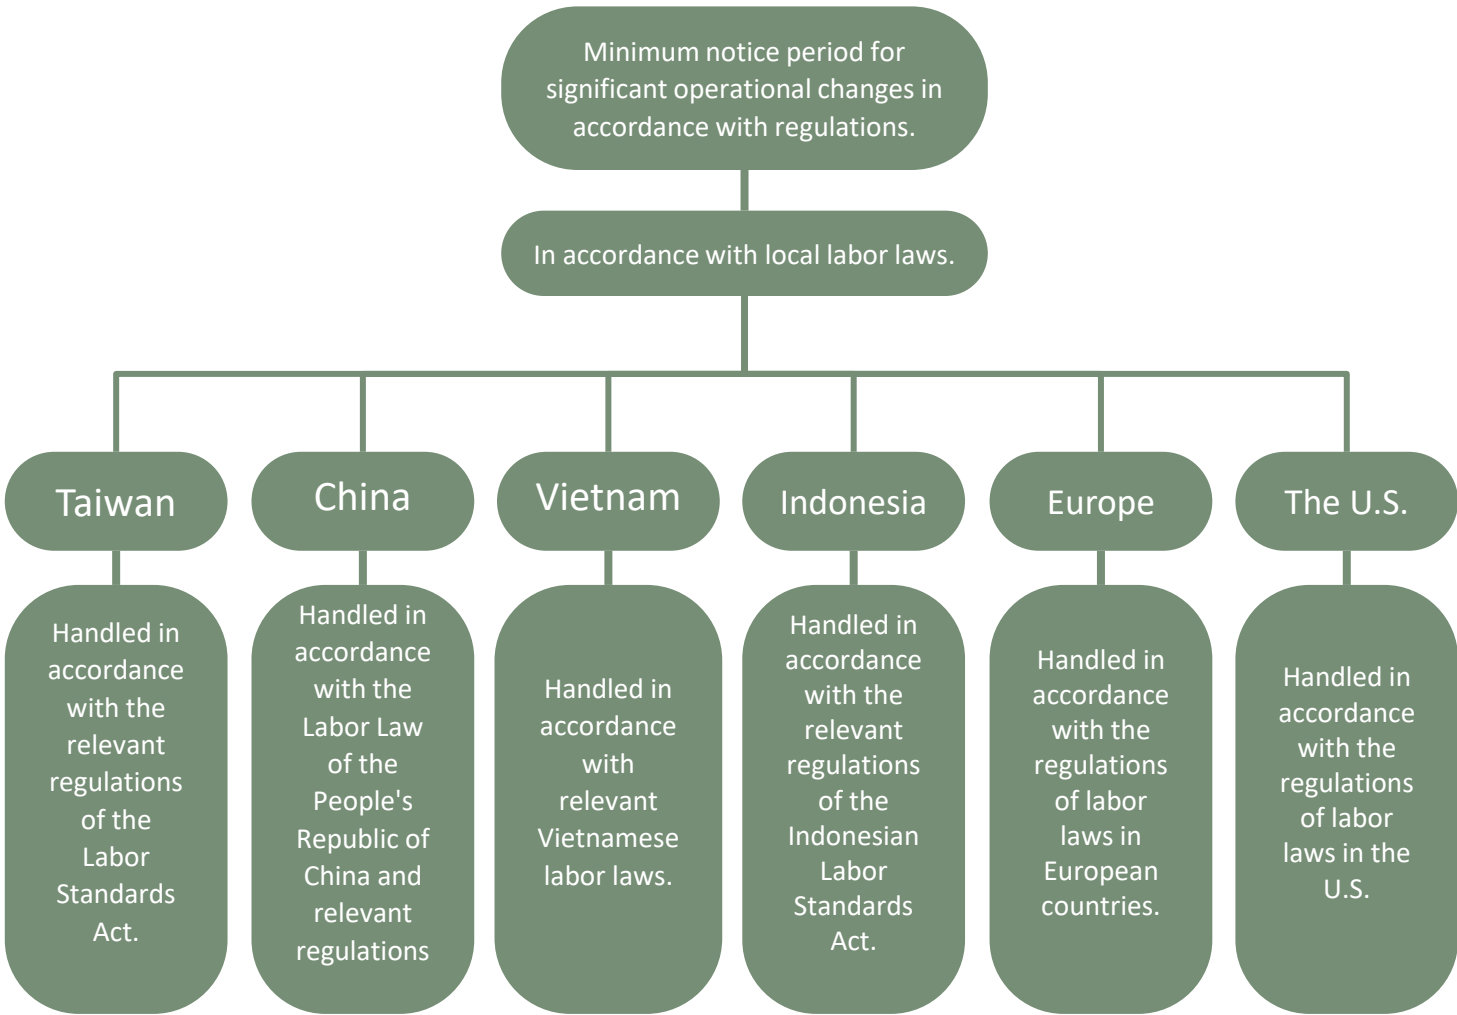 Minimum notice period for
significant operational changes in
accordance with regulations.
In accordance with local labor laws.
Taiwan
China
Vietnam
Indonesia
Europe
The U.S.
Handled in
accordance
with the
relevant
regulations
of the
Labor
Standards
Act.
Handled in
accordance
with the
Labor Law
of the
People's
Republic of
China and
relevant
regulations
Handled in
accordance
with
relevant
Vietnamese
labor laws.
Handled in
accordance
with the
relevant
regulations
of the
Indonesian
Labor
Standards
Act.
Handled in
accordance
with the
regulations
of labor
laws in
European
countries.
Handled in
accordance
with the
regulations
of labor
laws in the
U.S.